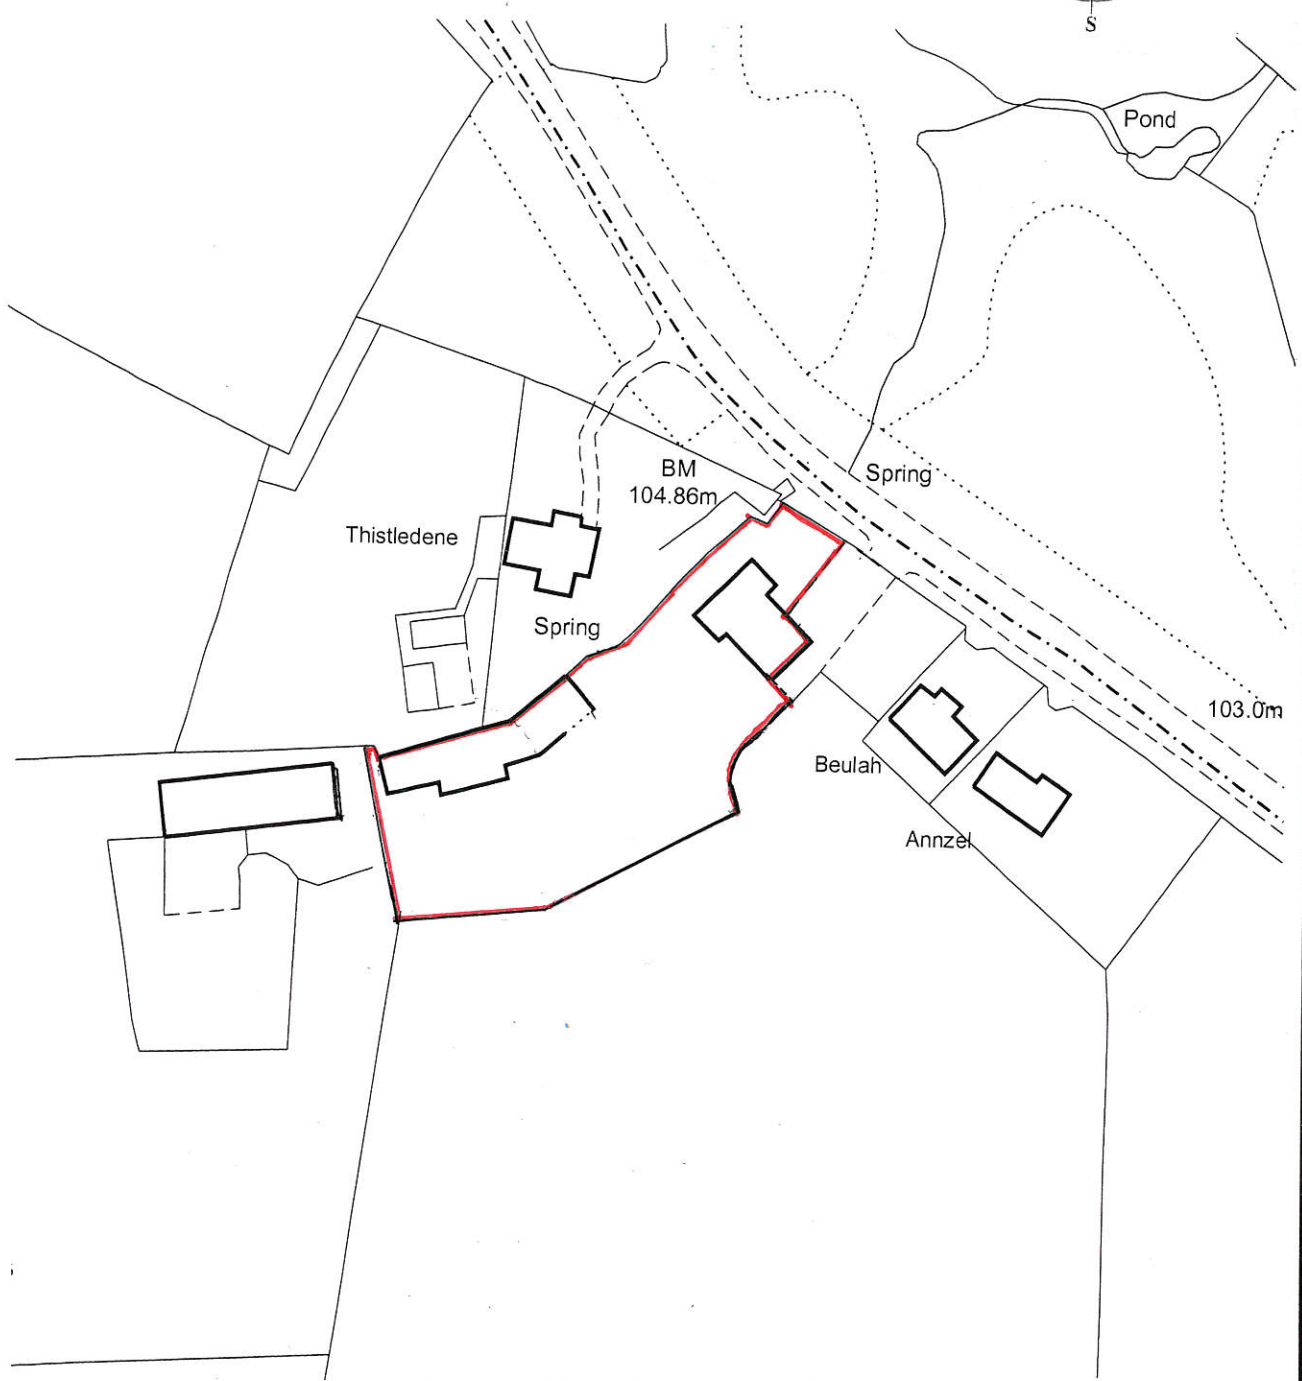 S
Pond
BM
104.86m
Spring
Thistledene
Spring
103.0m
Beulah
Annzel